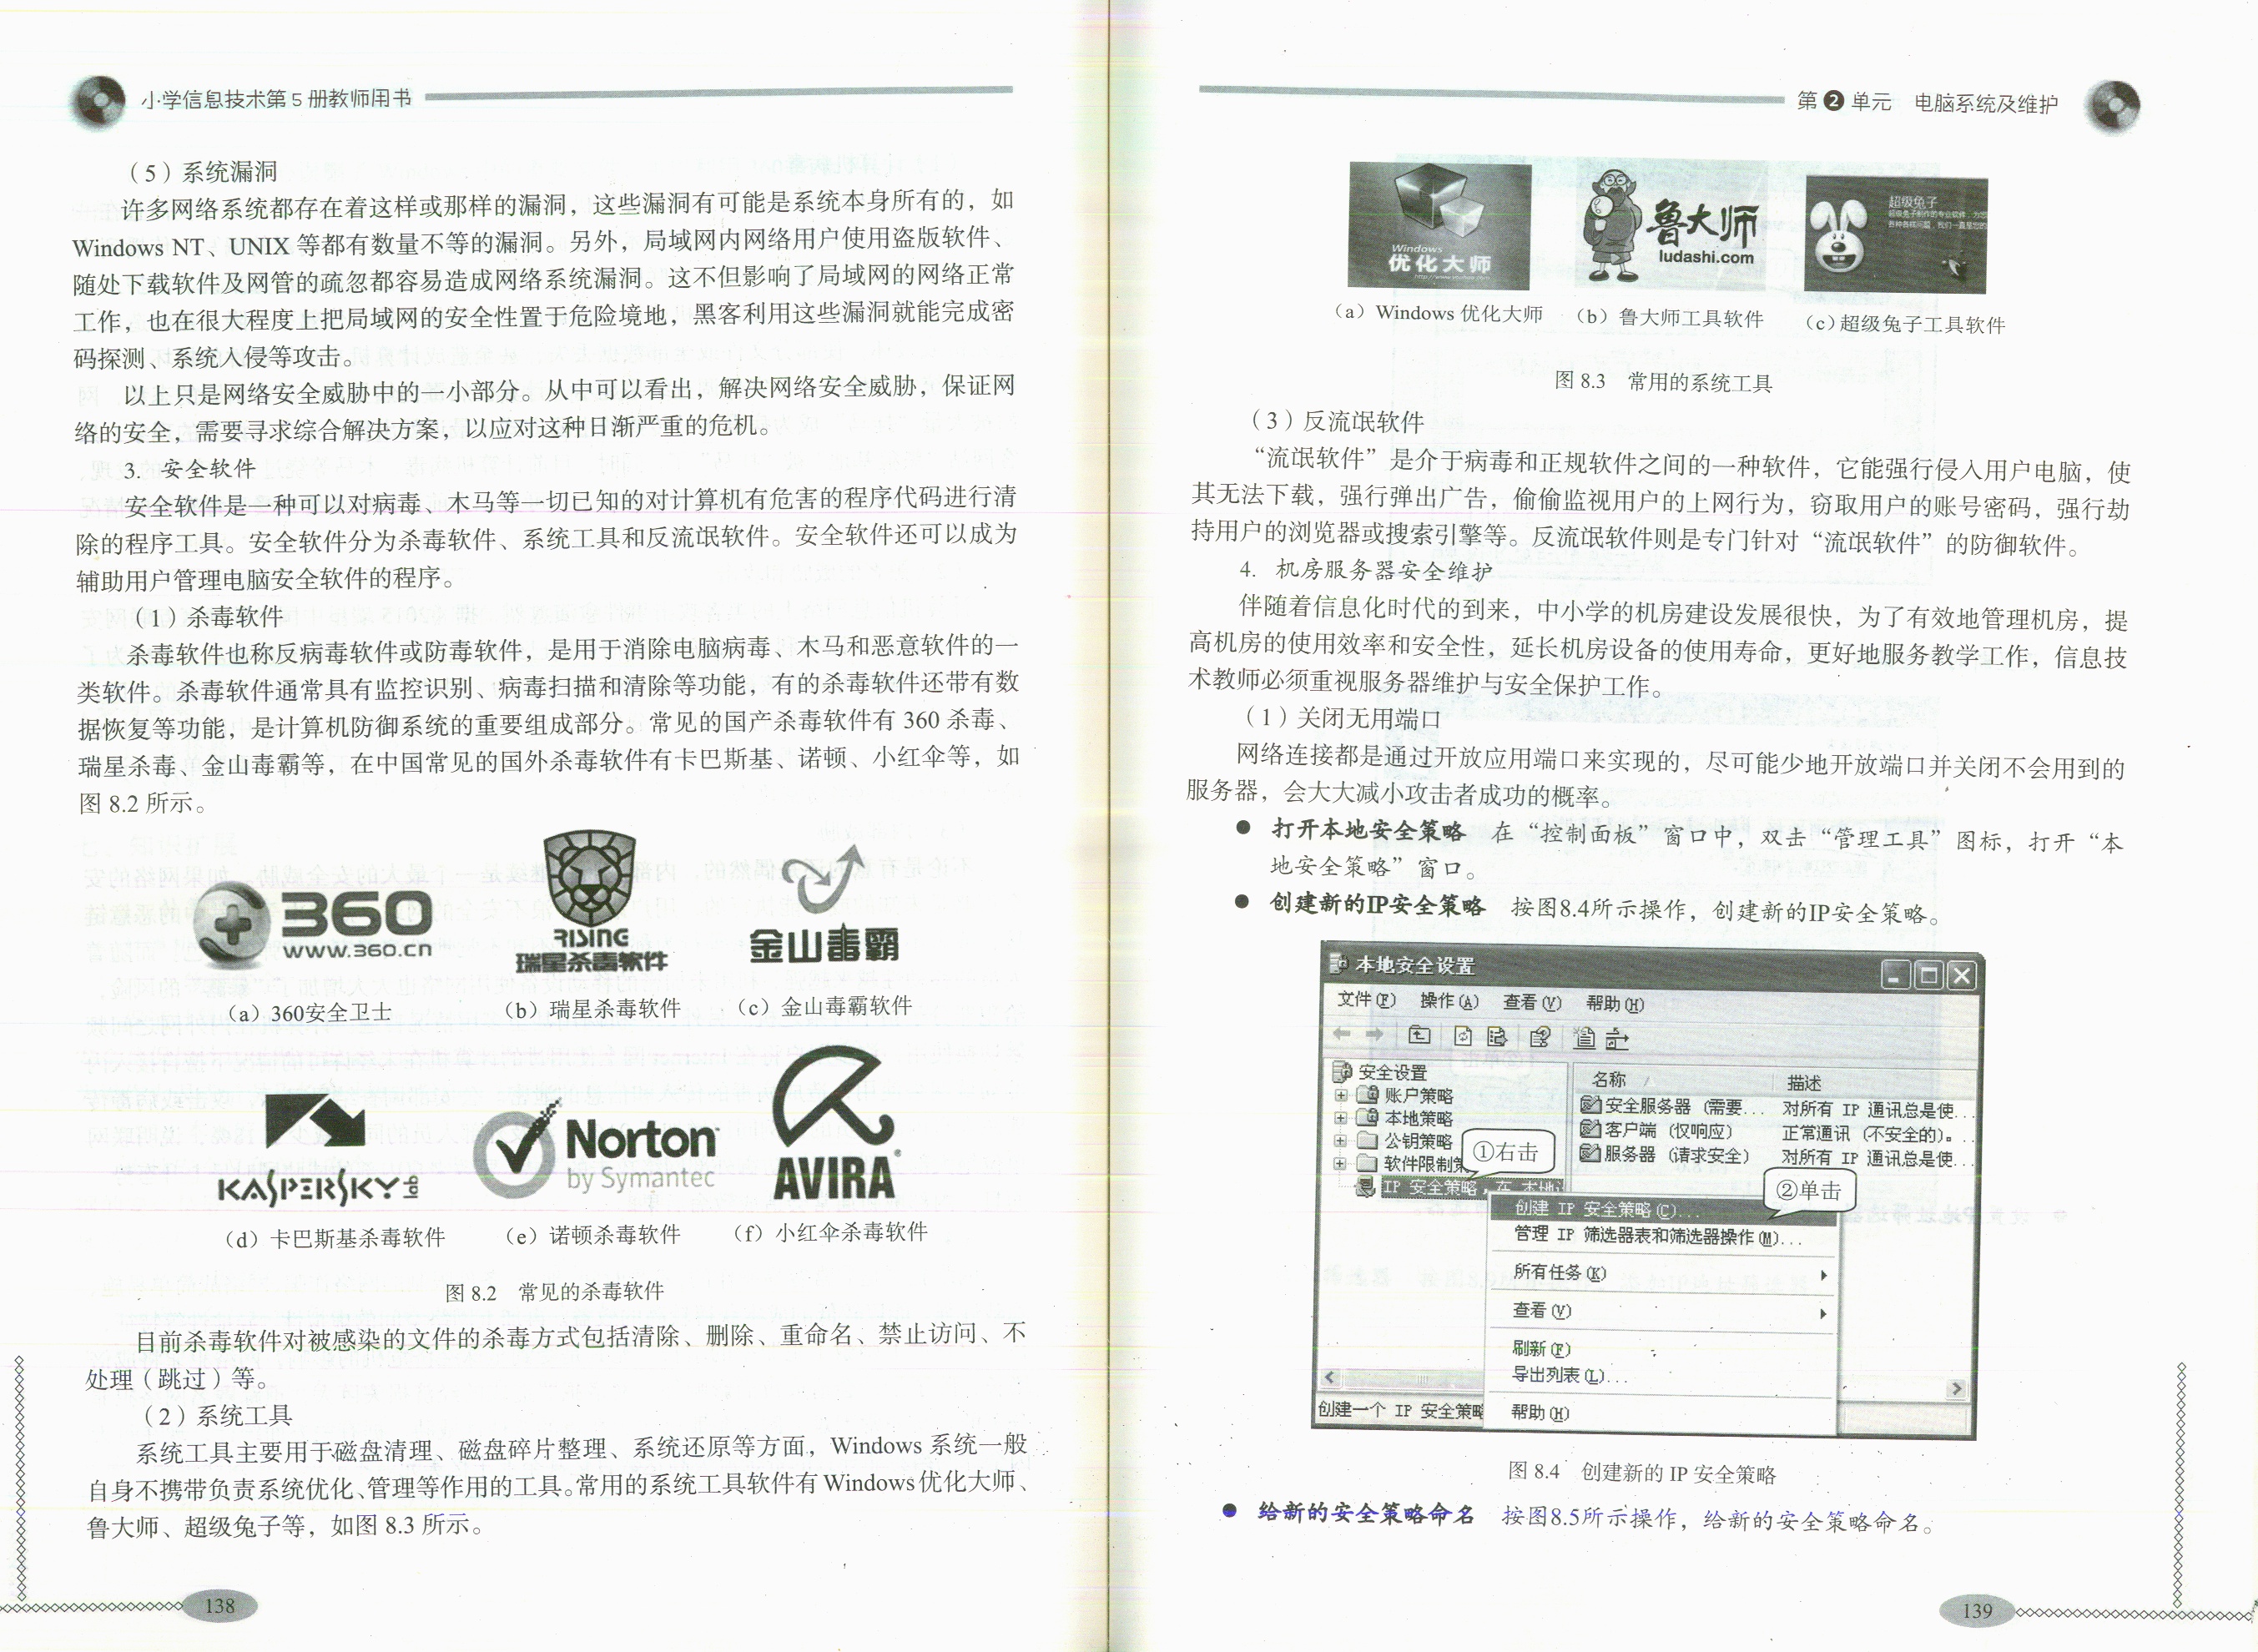 小学信息技术第5册教师用书
（5）系统漏洞
许多网络系统都存在着这样或那样的漏洞，这些漏洞有可能是系统本身所有的，如
Windows NT、UNIX 等都有数量不等的漏洞。另外，局域网内网络用户使用盗版软件、
随处下载软件及网管的疏忽都容易造成网络系统漏洞。这不但影响了局域网的网络正常
工作，也在很大程度上把局域网的安全性置于危险境地，黑客利用这些漏洞就能完成密
码探测、系统入侵等攻击。
以上只是网络安全威胁中的一小部分。从中可以看出，解决网络安全威胁，保证网
络的安全，需要寻求综合解决方案，以应对这种日渐严重的危机。
3. 安全软件
安全软件是一种可以对病毒、木马等一切已知的对计算机有危害的程序代码进行清
除的程序工具。安全软件分为杀毒软件、系统工具和反流氓软件。安全软件还可以成为
辅助用户管理电脑安全软件的程序。
（1）杀毒软件
杀毒软件也称反病毒软件或防毒软件，是用于消除电脑病毒、木马和恶意软件的一
类软件。杀毒软件通常具有监控识别、病毒扫描和清除等功能，有的杀毒软件还带有数
据恢复等功能，是计算机防御系统的重要组成部分。常见的国产杀毒软件有 360 杀毒、
瑞星杀毒、金山毒霸等，在中国常见的国外杀毒软件有卡巴斯基、诺顿、小红伞等，如
图 8.2 所示。
360
www.360.cn
RISING
瑞星杀毒软件
金山毒霸
（a）360安全卫士
（b）瑞星杀毒软件
（c）金山毒霸软件
KASPERSKY lab
Norton
by Symantec
AVIRA
（d）卡巴斯基杀毒软件
（e）诺顿杀毒软件
（f）小红伞杀毒软件
图 8.2 常见的杀毒软件
目前杀毒软件对被感染的文件的杀毒方式包括清除、删除、重命名、禁止访问、不
处理（跳过）等。
（2）系统工具
系统工具主要用于磁盘清理、磁盘碎片整理、系统还原等方面，Windows 系统一般
自身不携带负责系统优化、管理等作用的工具。常用的系统工具软件有 Windows 优化大师、
鲁大师、超级兔子等，如图 8.3 所示。
138
第2单元 电脑系统及维护
Windows
优化大师
鲁大师
ludashi.com
超级兔子
（a）Windows 优化大师
（b）鲁大师工具软件
（c）超级兔子工具软件
图 8.3 常用的系统工具
（3）反流氓软件
“流氓软件”是介于病毒和正规软件之间的一种软件，它能强行侵入用户电脑，使
其无法下载，强行弹出广告，偷偷监视用户的上网行为，窃取用户的账号密码，强行劫
持用户的浏览器或搜索引擎等。反流氓软件则是专门针对“流氓软件”的防御软件。
4. 机房服务器安全维护
伴随着信息化时代的到来，中小学的机房建设发展很快，为了有效地管理机房，提
高机房的使用效率和安全性，延长机房设备的使用寿命，更好地服务教学工作，信息技
术教师必须重视服务器维护与安全保护工作。
（1）关闭无用端口
网络连接都是通过开放应用端口来实现的，尽可能少地开放端口并关闭不会用到的
服务器，会大大减小攻击者成功的概率。
● 打开本地安全策略 在“控制面板”窗口中，双击“管理工具”图标，打开“本
地安全策略”窗口。
● 创建新的IP安全策略 按图8.4所示操作，创建新的IP安全策略。
本地安全设置
文件(F) 操作(A) 查看(V) 帮助(H)
安全设置
账户策略
本地策略
公钥策略
软件限制策
IP 安全策略，在 本地
名称 描述
安全服务器（需要... 对所有 IP 通讯总是使...
客户端（仅响应） 正常通讯（不安全的）。...
服务器（请求安全） 对所有 IP 通讯总是使...
①右击
②单击
创建 IP 安全策略(C)...
管理 IP 筛选器表和筛选器操作(M)...
所有任务(K)
查看(V)
刷新(F)
导出列表(L)...
帮助(H)
创建一个 IP 安全策略
图 8.4 创建新的 IP 安全策略
● 给新的安全策略命名 按图8.5所示操作，给新的安全策略命名。
139